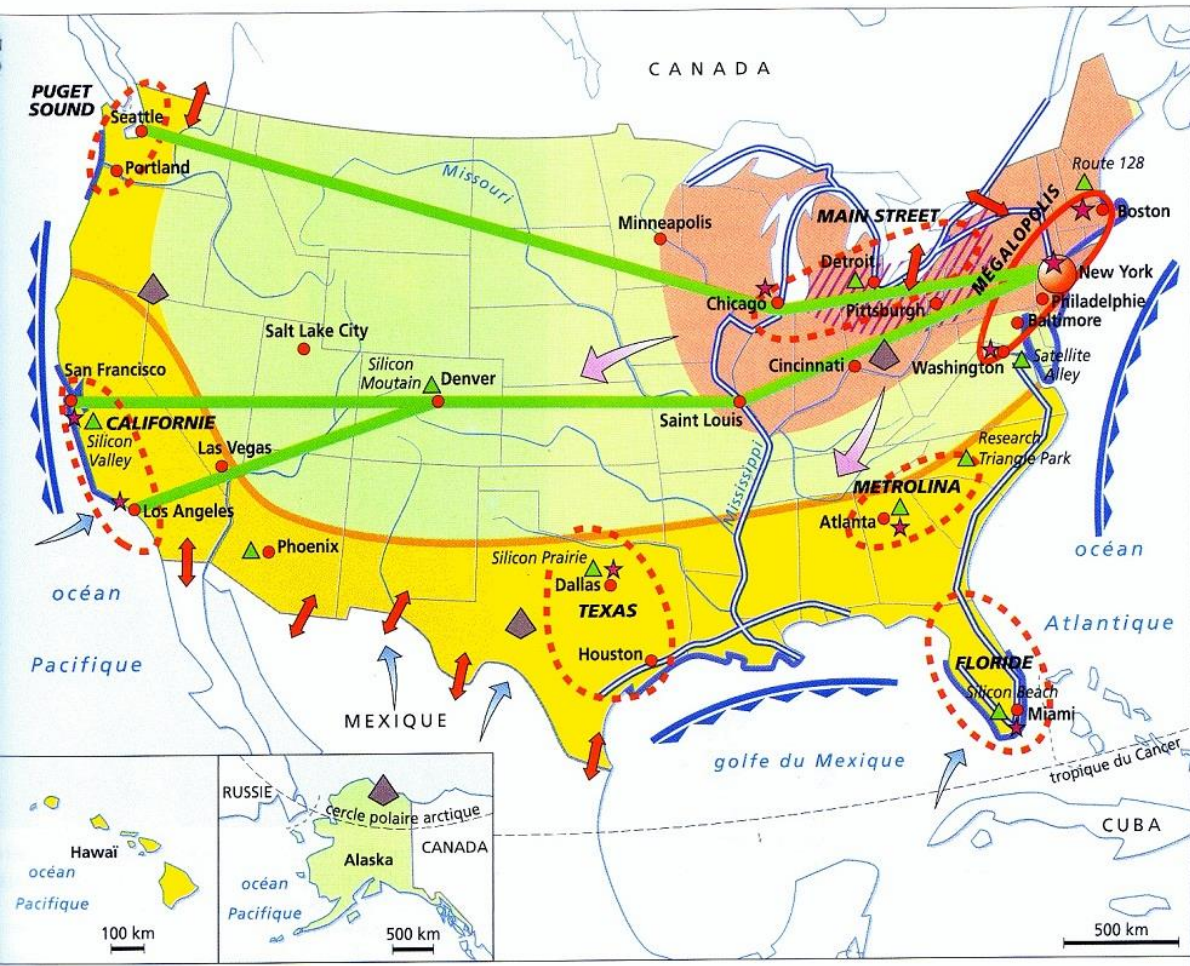 CANADA
PUGET
SOUND
Seattle
Portland
Missouri
Minneapolis
MAIN STREET
Route 128
MÉGALOPOLIS
Boston
Detroit
New York
Chicago
Pittsburgh
Philadelphie
Baltimore
Salt Lake City
Silicon
Moutain
Denver
Cincinnati
Washington
Satellite
Alley
San Francisco
CALIFORNIE
Silicon
Valley
Las Vegas
Saint Louis
Mississippi
Research
Triangle Park
METROLINA
Los Angeles
Atlanta
Phoenix
Silicon Prairie
Dallas
TEXAS
océan
Pacifique
océan
Atlantique
Houston
FLORIDE
Silicon Beach
Miami
MEXIQUE
golfe du Mexique
tropique du Cancer
CUBA
RUSSIE
cercle polaire arctique
CANADA
Hawaï
Alaska
océan
Pacifique
océan
Pacifique
100 km
500 km
500 km